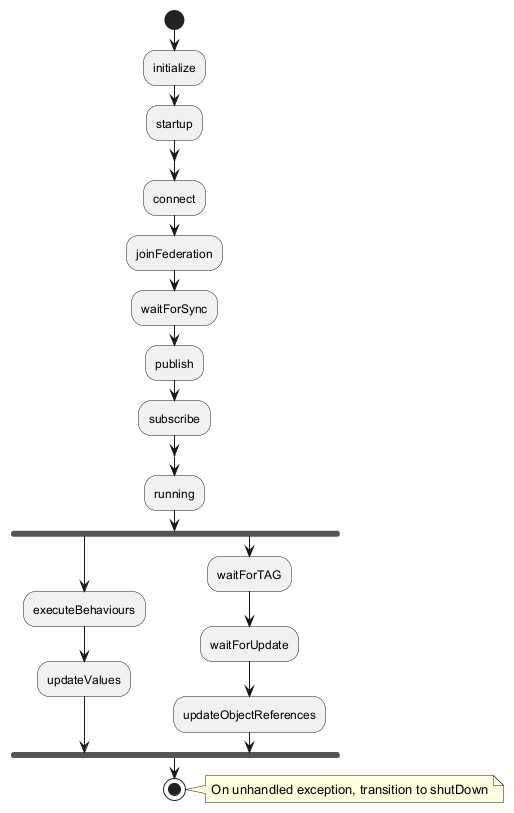 initialize
startup
connect
joinFederation
waitForSync
publish
subscribe
running
waitForTAG
executeBehaviours
waitForUpdate
updateValues
updateObjectReferences
On unhandled exception, transition to shutDown